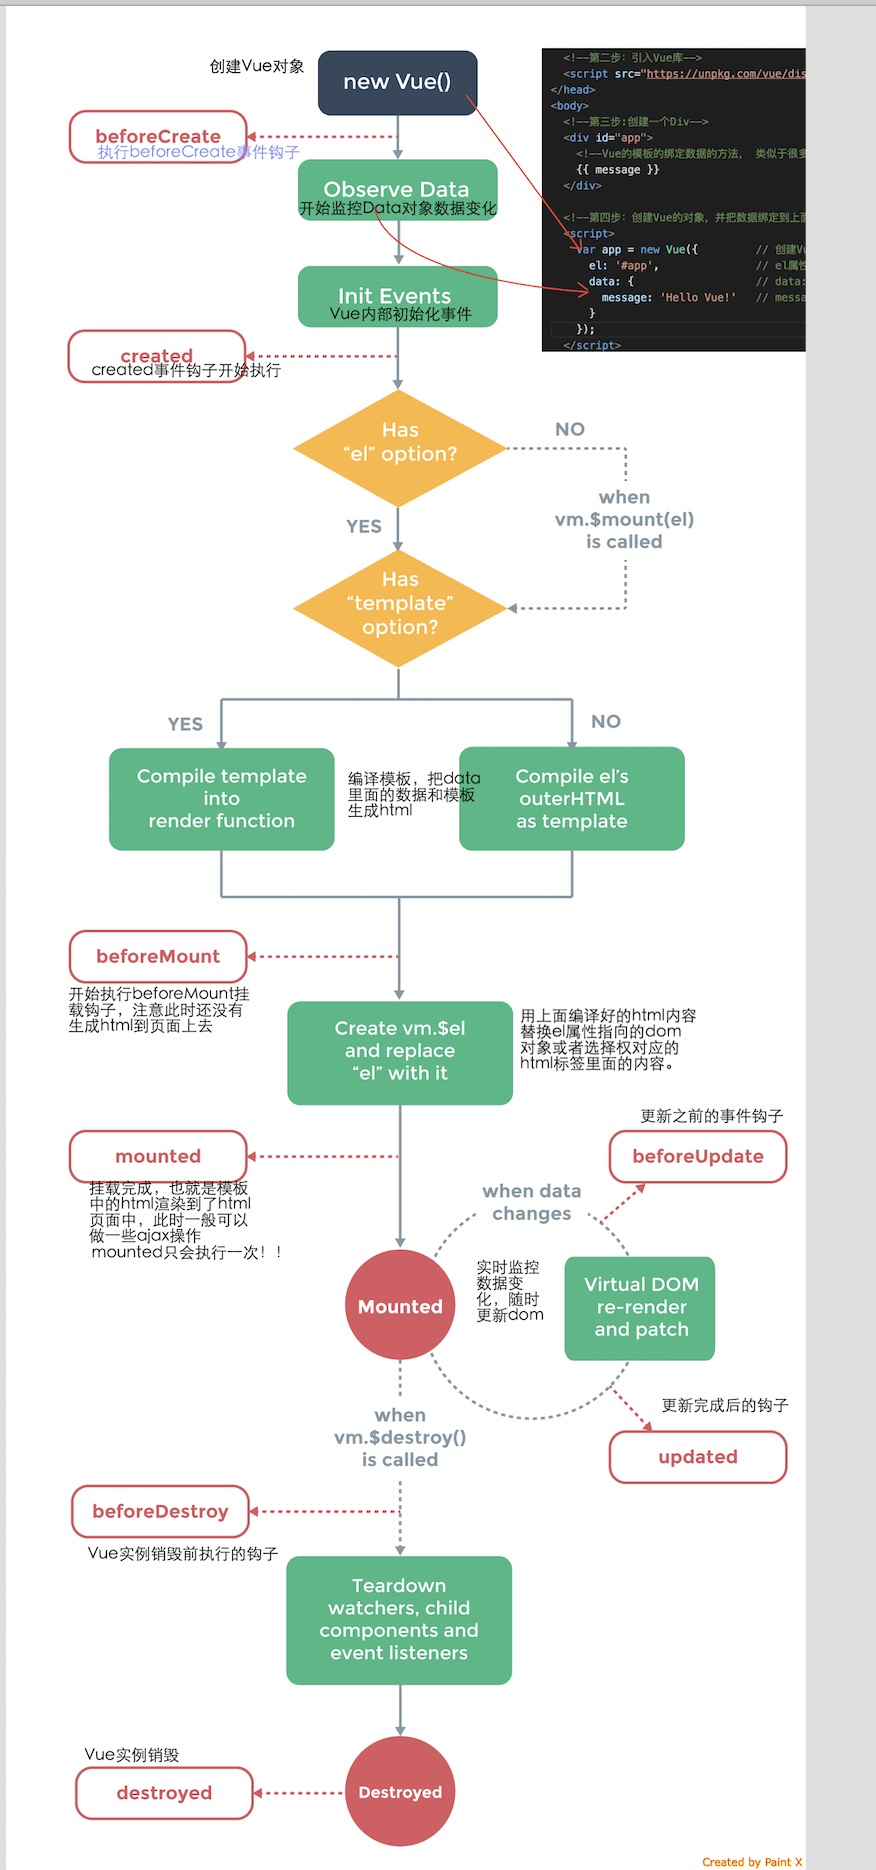 创建Vue对象
new Vue()
beforeCreate
执行beforeCreate事件钩子
Observe Data
开始监控Data对象数据变化
Init Events
Vue内部初始化事件
created
created事件钩子开始执行
<!--第二步：引入Vue库-->
<script src="https://unpkg.com/vue/dis
</head>
<body>
<!--第三步:创建一个Div-->
<div id="app">
<!--Vue的模板的绑定数据的方法， 类似于很多
{{ message }}
</div>
<!--第四步：创建Vue的对象，并把数据绑定到上面
<script>
var app = new Vue({ // 创建Vu
el: '#app', // el属性
data: { // data:
message: 'Hello Vue!' // messa
}
});
</script>
Has
“el” option?
NO
when
vm.$mount(el)
is called
YES
Has
“template”
option?
YES
NO
Compile template
into
render function
编译模板，把data
里面的数据和模板
生成html
Compile el’s
outerHTML
as template
beforeMount
开始执行beforeMount挂
载钩子，注意此时还没有
生成html到页面上去
Create vm.$el
and replace
“el” with it
用上面编译好的html内容
替换el属性指向的dom
对象或者选择权对应的
html标签里面的内容。
mounted
挂载完成，也就是模板
中的html渲染到了html
页面中，此时一般可以
做一些ajax操作
mounted只会执行一次！！
更新之前的事件钩子
beforeUpdate
when data
changes
Mounted
实时监控
数据变
化，随时
更新dom
Virtual DOM
re-render
and patch
更新完成后的钩子
updated
when
vm.$destroy()
is called
beforeDestroy
Vue实例销毁前执行的钩子
Teardown
watchers, child
components and
event listeners
Vue实例销毁
destroyed
Destroyed
Created by Paint X